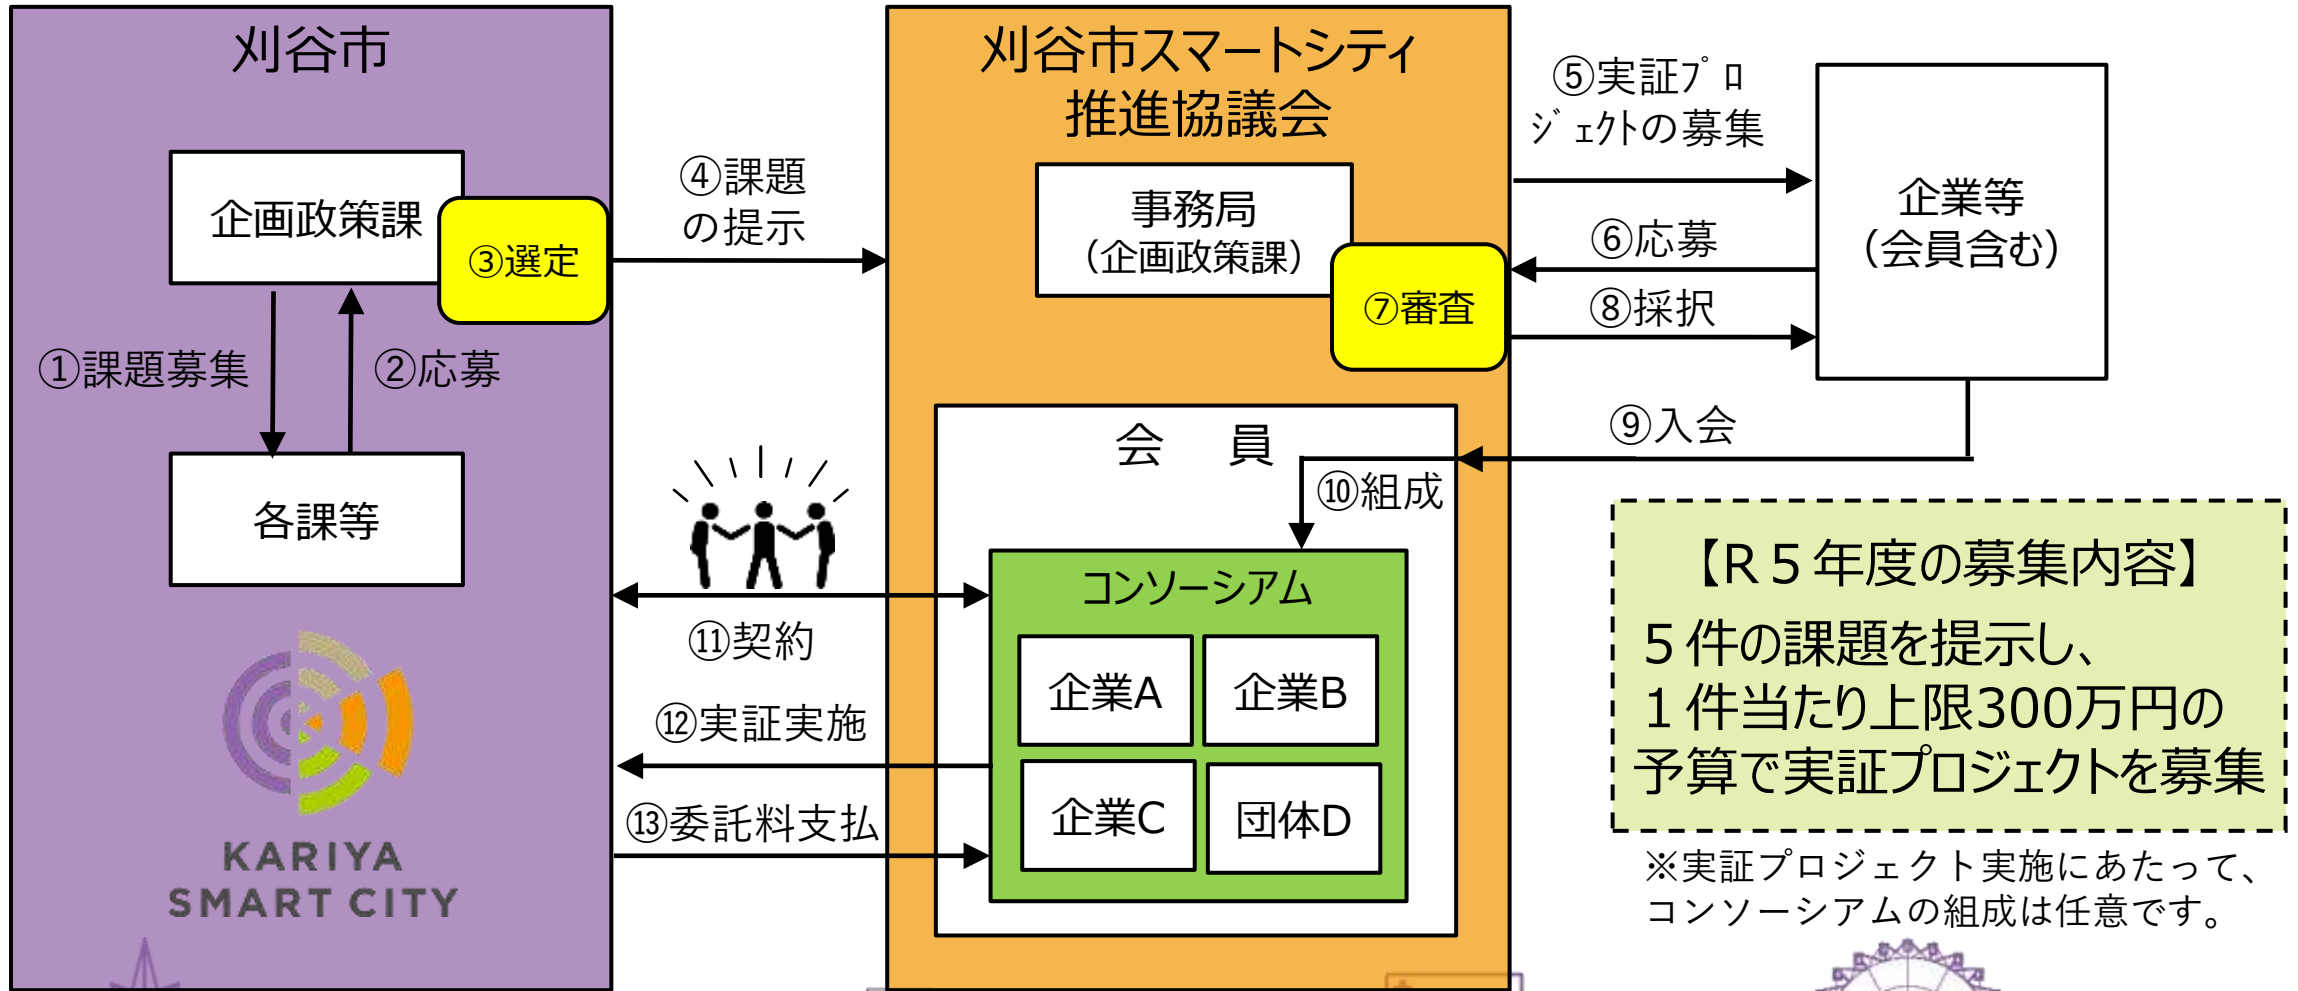 刈谷市
企画政策課
③選定
①課題募集
②応募
各課等
KARIYA
SMART CITY
④課題
の提示
⑪契約
⑫実証実施
⑬委託料支払
刈谷市スマートシティ
推進協議会
事務局
（企画政策課）
⑦審査
会　員
⑩組成
コンソーシアム
企業A
企業B
企業C
団体D
⑤実証ﾌﾟﾛ
ｼﾞｪｸﾄの募集
⑥応募
⑧採択
⑨入会
企業等
（会員含む）
【R５年度の募集内容】
５件の課題を提示し、
１件当たり上限300万円の
予算で実証プロジェクトを募集
※実証プロジェクト実施にあたって、
コンソーシアムの組成は任意です。